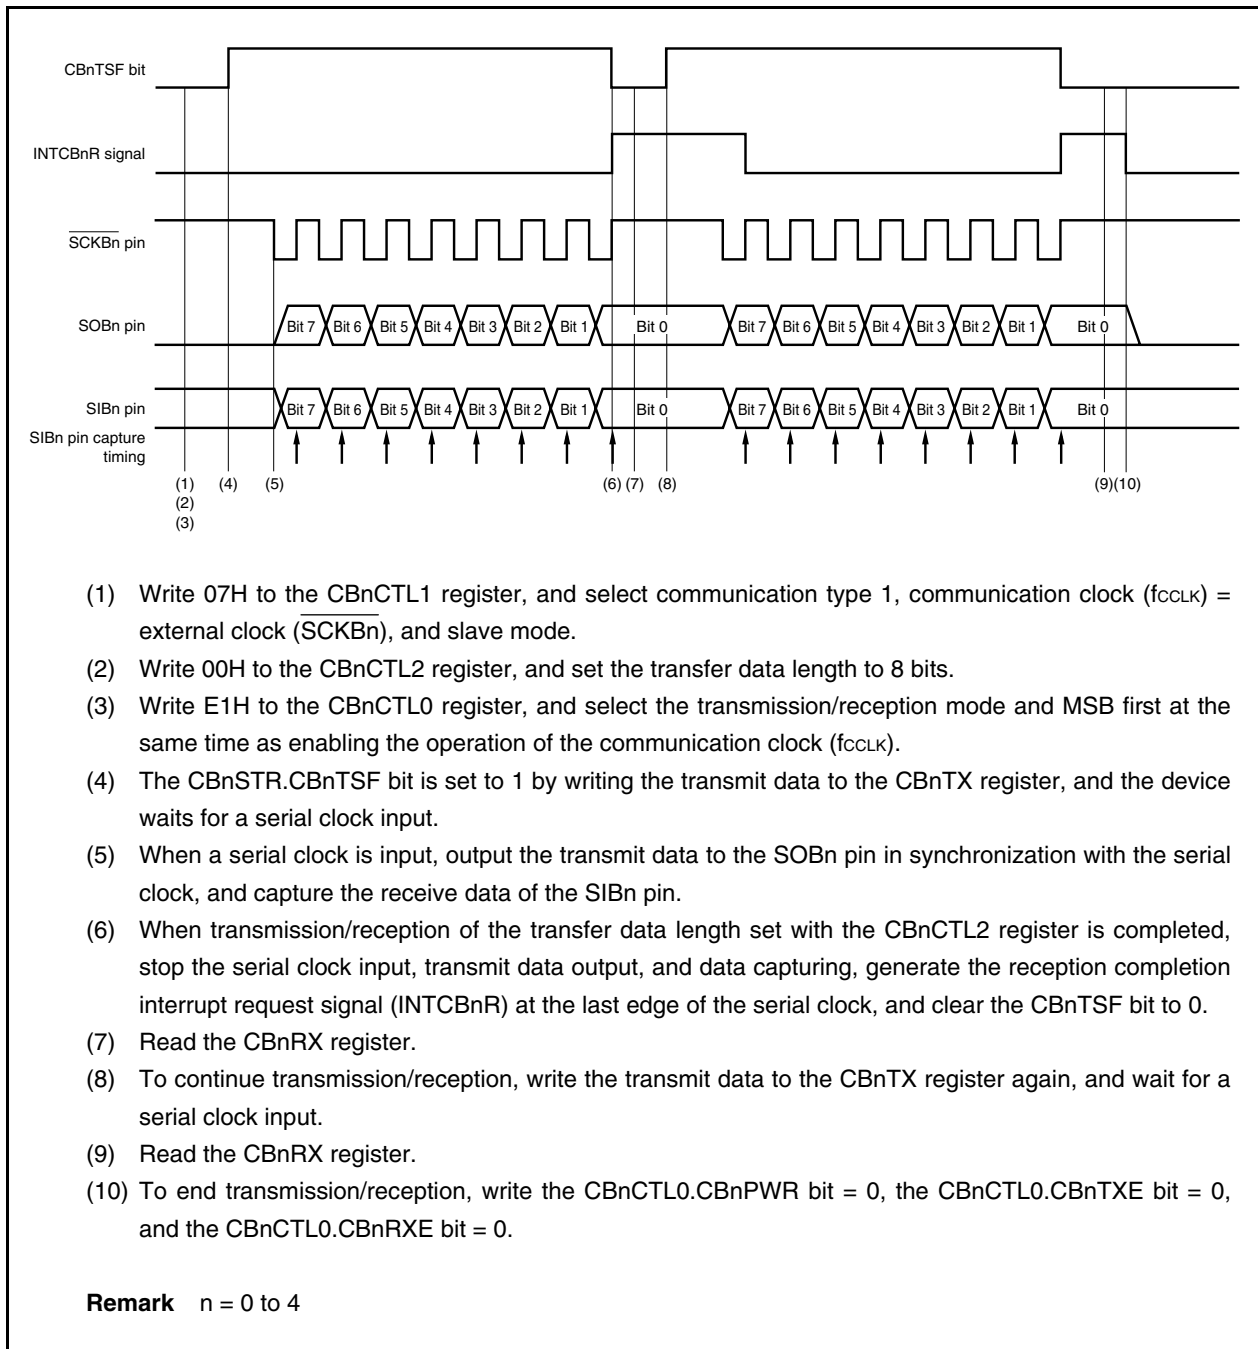 CBnTSF bit
INTCBnR signal
SCKBn pin
SOBn pin
Bit 7 Bit 6 Bit 5 Bit 4 Bit 3 Bit 2 Bit 1 Bit 0 Bit 7 Bit 6 Bit 5 Bit 4 Bit 3 Bit 2 Bit 1 Bit 0
SIBn pin
Bit 7 Bit 6 Bit 5 Bit 4 Bit 3 Bit 2 Bit 1 Bit 0 Bit 7 Bit 6 Bit 5 Bit 4 Bit 3 Bit 2 Bit 1 Bit 0
SIBn pin capture
timing
(1) (4) (5) (6) (7) (8) (9) (10)
(2)
(3)
(1) Write 07H to the CBnCTL1 register, and select communication type 1, communication clock (fCCLK) =
external clock (SCKBn), and slave mode.
(2) Write 00H to the CBnCTL2 register, and set the transfer data length to 8 bits.
(3) Write E1H to the CBnCTL0 register, and select the transmission/reception mode and MSB first at the
same time as enabling the operation of the communication clock (fCCLK).
(4) The CBnSTR.CBnTSF bit is set to 1 by writing the transmit data to the CBnTX register, and the device
waits for a serial clock input.
(5) When a serial clock is input, output the transmit data to the SOBn pin in synchronization with the serial
clock, and capture the receive data of the SIBn pin.
(6) When transmission/reception of the transfer data length set with the CBnCTL2 register is completed,
stop the serial clock input, transmit data output, and data capturing, generate the reception completion
interrupt request signal (INTCBnR) at the last edge of the serial clock, and clear the CBnTSF bit to 0.
(7) Read the CBnRX register.
(8) To continue transmission/reception, write the transmit data to the CBnTX register again, and wait for a
serial clock input.
(9) Read the CBnRX register.
(10) To end transmission/reception, write the CBnCTL0.CBnPWR bit = 0, the CBnCTL0.CBnTXE bit = 0,
and the CBnCTL0.CBnRXE bit = 0.
Remark n = 0 to 4